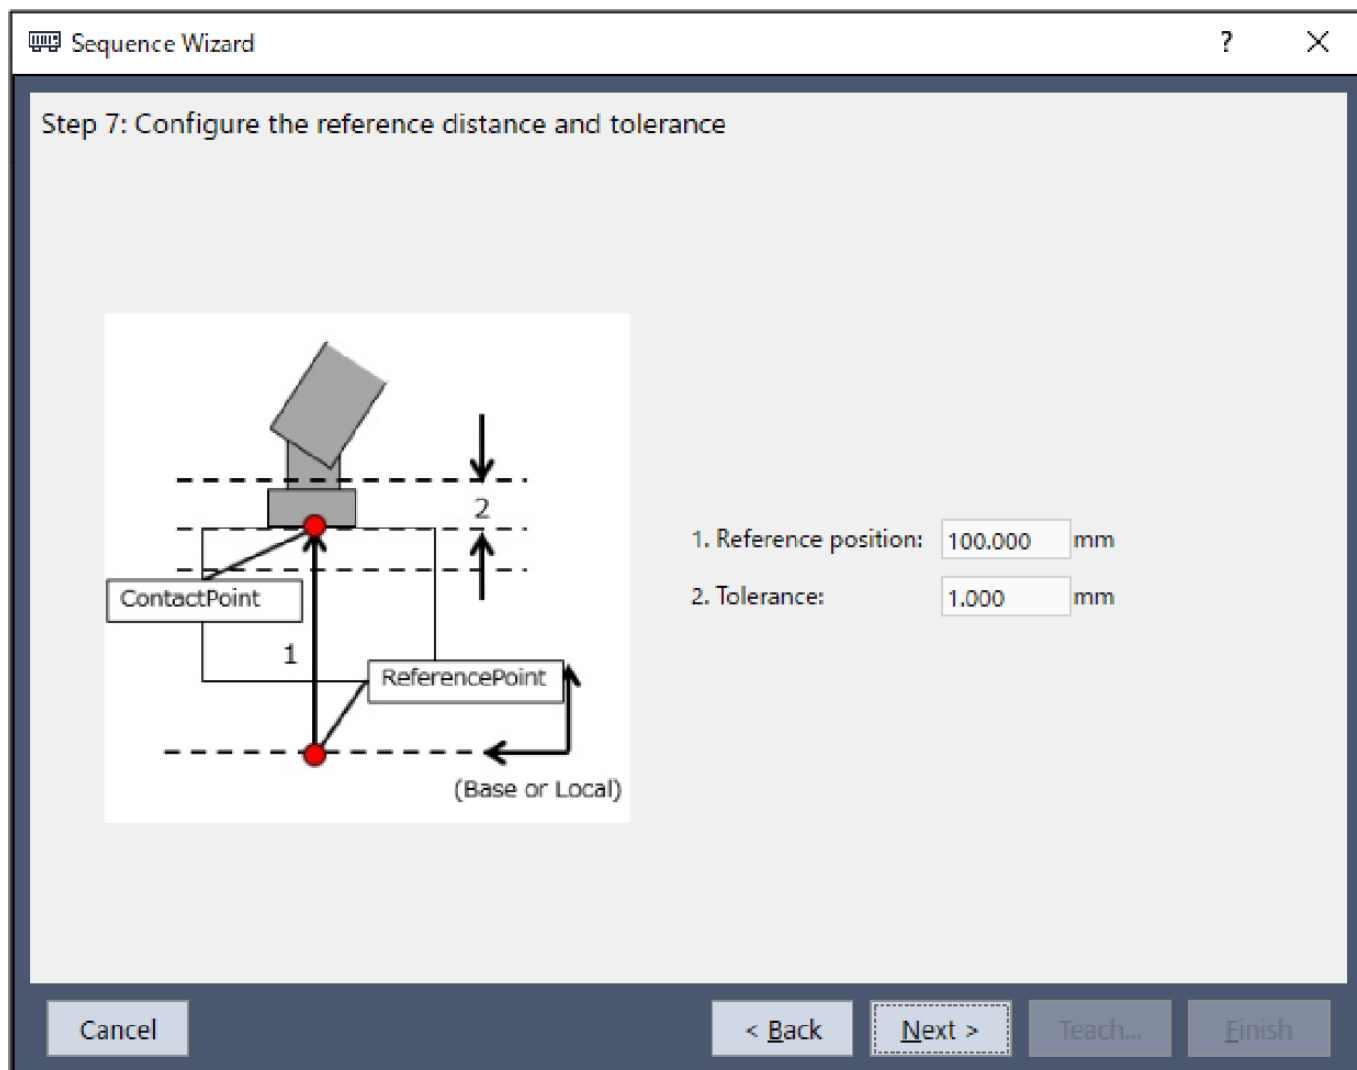 Sequence Wizard
?
Step 7: Configure the reference distance and tolerance
2
ContactPoint
1
ReferencePoint
(Base or Local)
1. Reference position: 100.000 mm
2. Tolerance: 1.000 mm
Cancel
< Back
Next >
Teach...
Finish